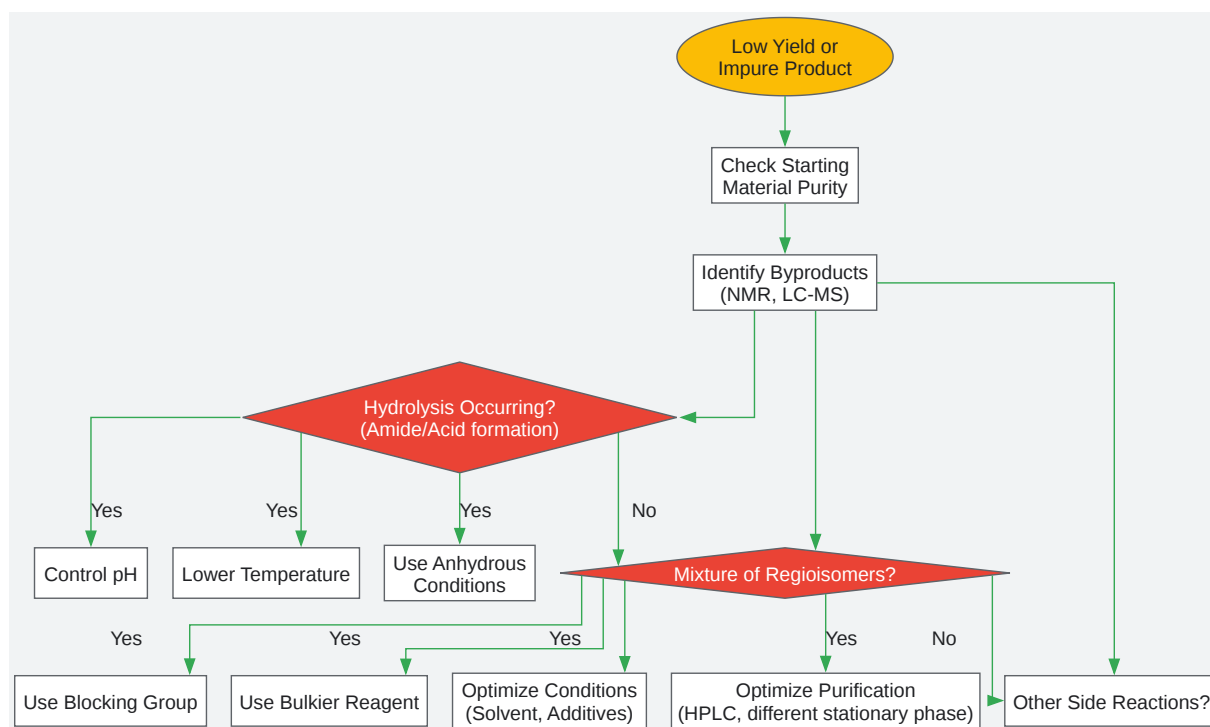 Low Yield or
Impure Product
Check Starting
Material Purity
Identify Byproducts
(NMR, LC-MS)
Hydrolysis Occurring?
(Amide/Acid formation)
Yes
Yes
Yes
No
Control pH
Lower Temperature
Use Anhydrous
Conditions
Mixture of Regioisomers?
Yes
Yes
Yes
Yes
No
Use Blocking Group
Use Bulkier Reagent
Optimize Conditions
(Solvent, Additives)
Optimize Purification
(HPLC, different stationary phase)
Other Side Reactions?